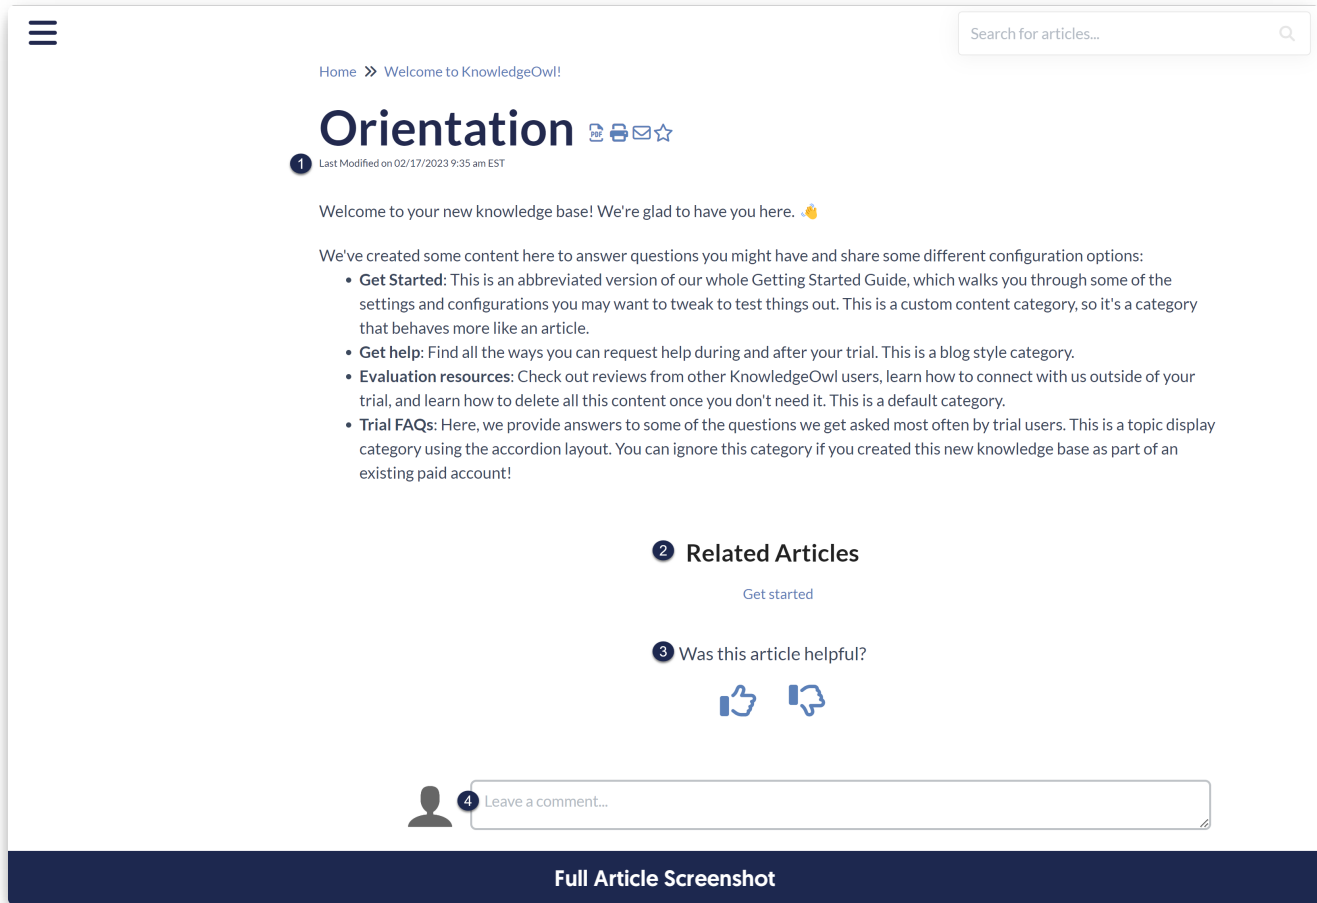 Search for articles...
Home » Welcome to KnowledgeOwl!
Orientation PDF
1 Last Modified on 02/17/2023 9:35 am EST
Welcome to your new knowledge base! We're glad to have you here. 👏
We've created some content here to answer questions you might have and share some different configuration options:
• Get Started: This is an abbreviated version of our whole Getting Started Guide, which walks you through some of the
settings and configurations you may want to tweak to test things out. This is a custom content category, so it's a category
that behaves more like an article.
• Get help: Find all the ways you can request help during and after your trial. This is a blog style category.
• Evaluation resources: Check out reviews from other KnowledgeOwl users, learn how to connect with us outside of your
trial, and learn how to delete all this content once you don't need it. This is a default category.
• Trial FAQs: Here, we provide answers to some of the questions we get asked most often by trial users. This is a topic display
category using the accordion layout. You can ignore this category if you created this new knowledge base as part of an
existing paid account!
2 Related Articles
Get started
3 Was this article helpful?
4 Leave a comment...
Full Article Screenshot